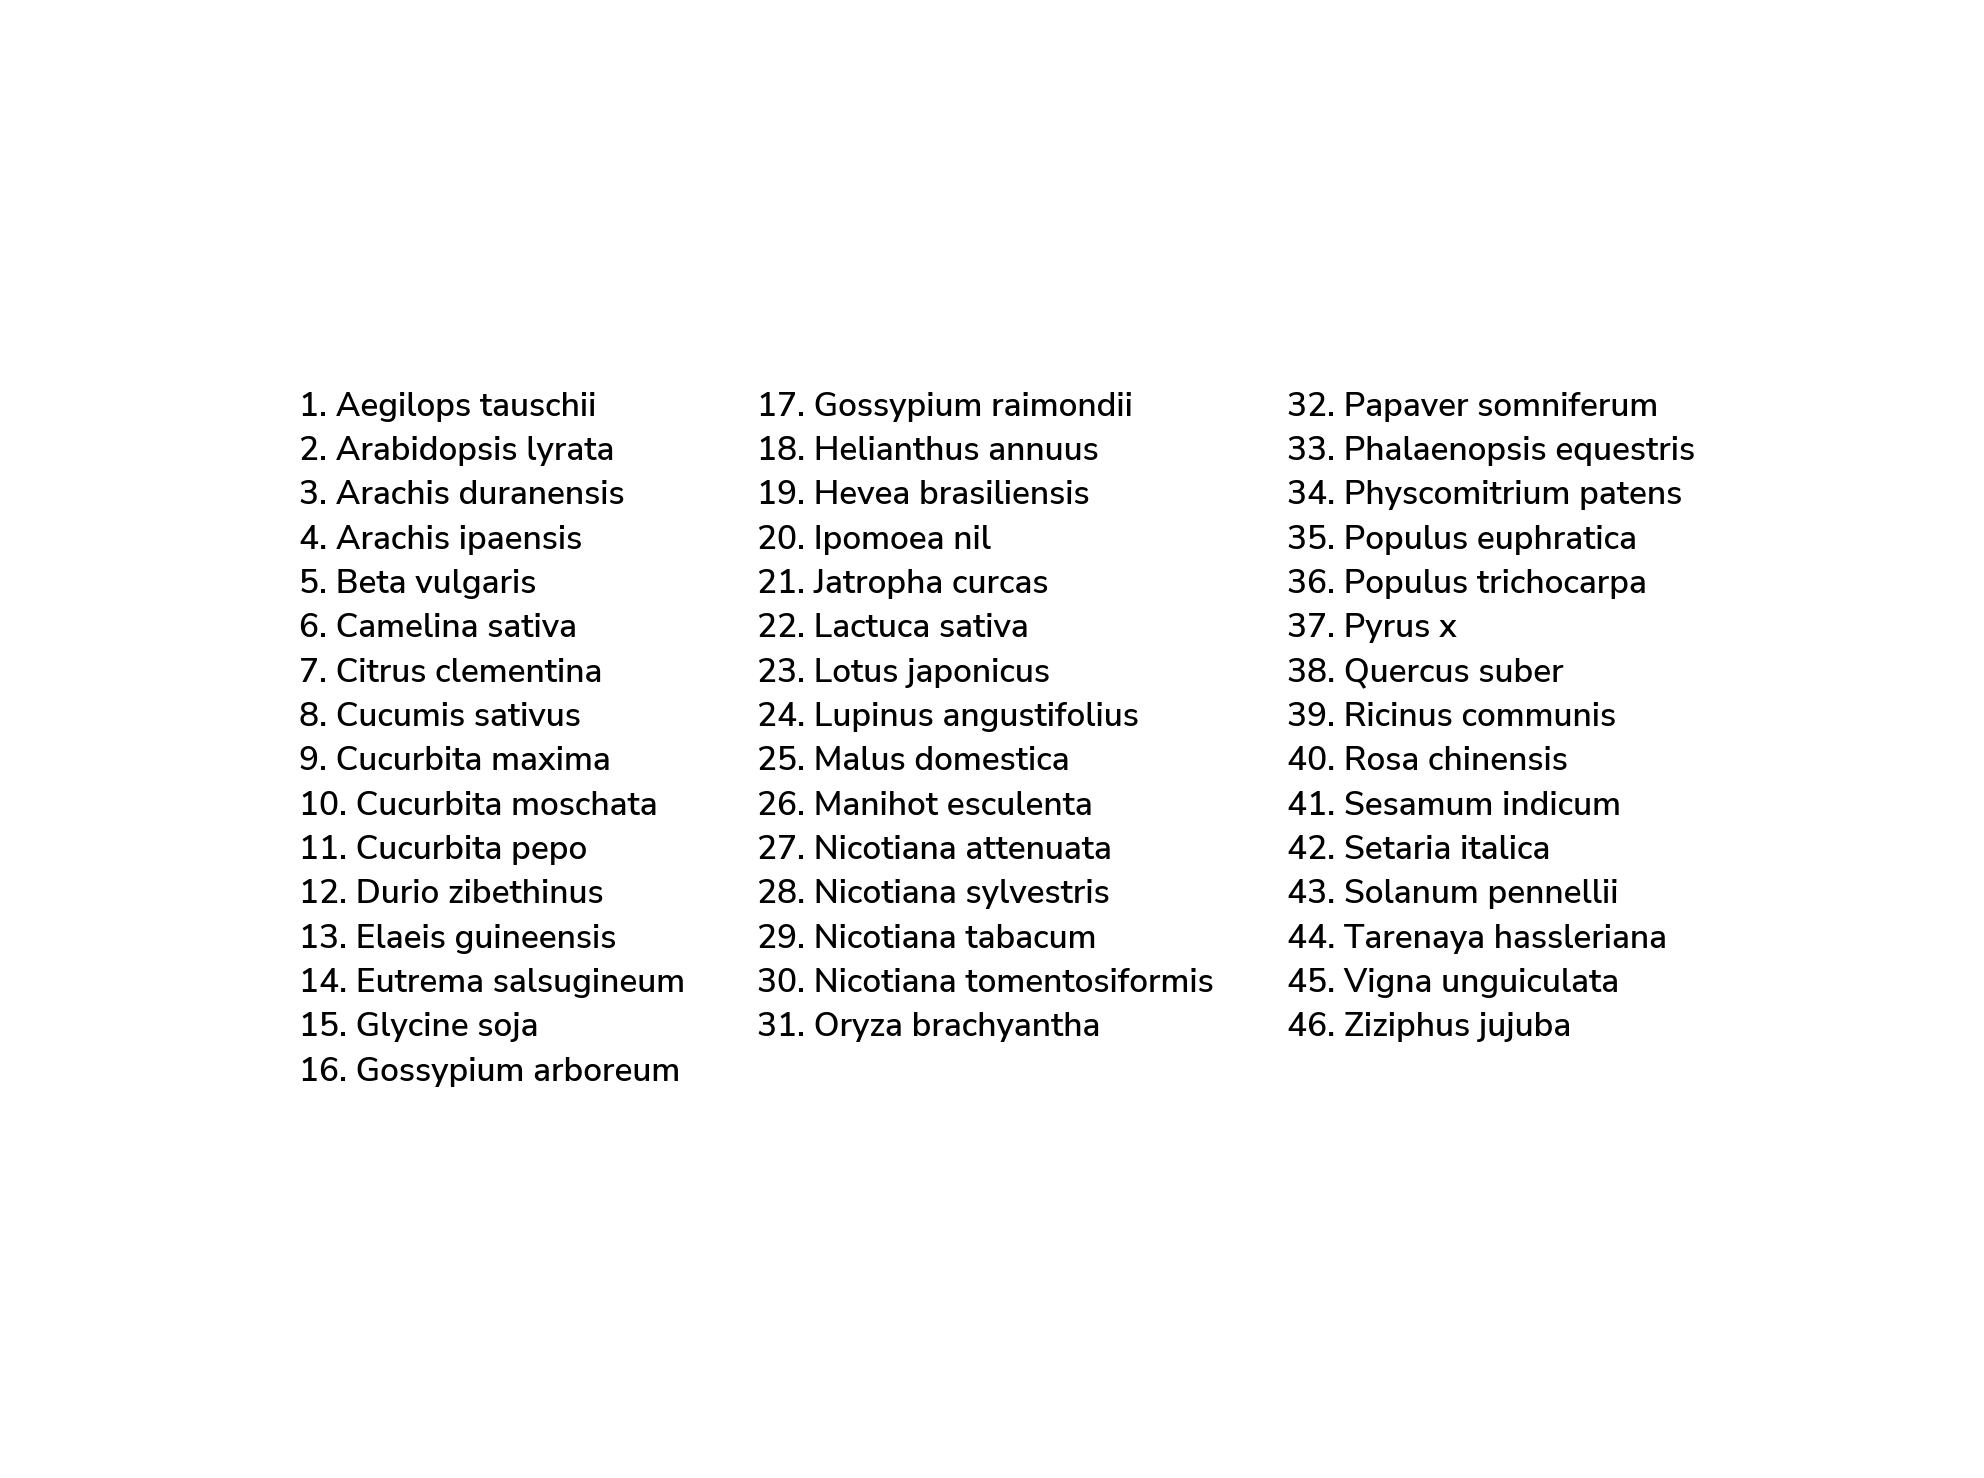 1. Aegilops tauschii
2. Arabidopsis lyrata
3. Arachis duranensis
4. Arachis ipaensis
5. Beta vulgaris
6. Camelina sativa
7. Citrus clementina
8. Cucumis sativus
9. Cucurbita maxima
10. Cucurbita moschata
11. Cucurbita pepo
12. Durio zibethinus
13. Elaeis guineensis
14. Eutrema salsugineum
15. Glycine soja
16. Gossypium arboreum
17. Gossypium raimondii
18. Helianthus annuus
19. Hevea brasiliensis
20. Ipomoea nil
21. Jatropha curcas
22. Lactuca sativa
23. Lotus japonicus
24. Lupinus angustifolius
25. Malus domestica
26. Manihot esculenta
27. Nicotiana attenuata
28. Nicotiana sylvestris
29. Nicotiana tabacum
30. Nicotiana tomentosiformis
31. Oryza brachyantha
32. Papaver somniferum
33. Phalaenopsis equestris
34. Physcomitrium patens
35. Populus euphratica
36. Populus trichocarpa
37. Pyrus x
38. Quercus suber
39. Ricinus communis
40. Rosa chinensis
41. Sesamum indicum
42. Setaria italica
43. Solanum pennellii
44. Tarenaya hassleriana
45. Vigna unguiculata
46. Ziziphus jujuba